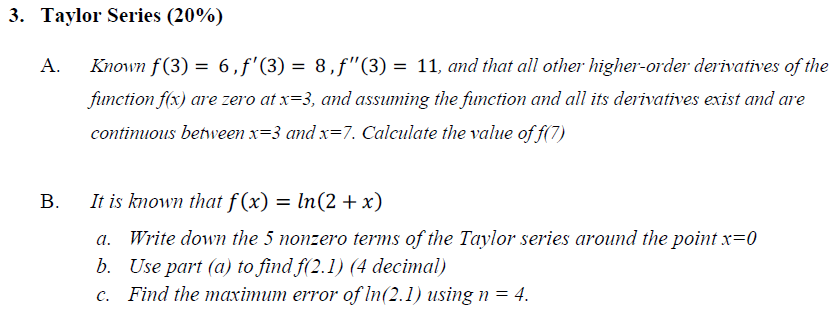 3. Taylor Series (20%)
A. Known f(3) = 6 , f′(3) = 8 , f″(3) = 11, and that all other higher-order derivatives of the
function f(x) are zero at x=3, and assuming the function and all its derivatives exist and are
continuous between x=3 and x=7. Calculate the value of f(7)
B. It is known that f(x) = ln(2 + x)
a. Write down the 5 nonzero terms of the Taylor series around the point x=0
b. Use part (a) to find f(2.1) (4 decimal)
c. Find the maximum error of ln(2.1) using n = 4.